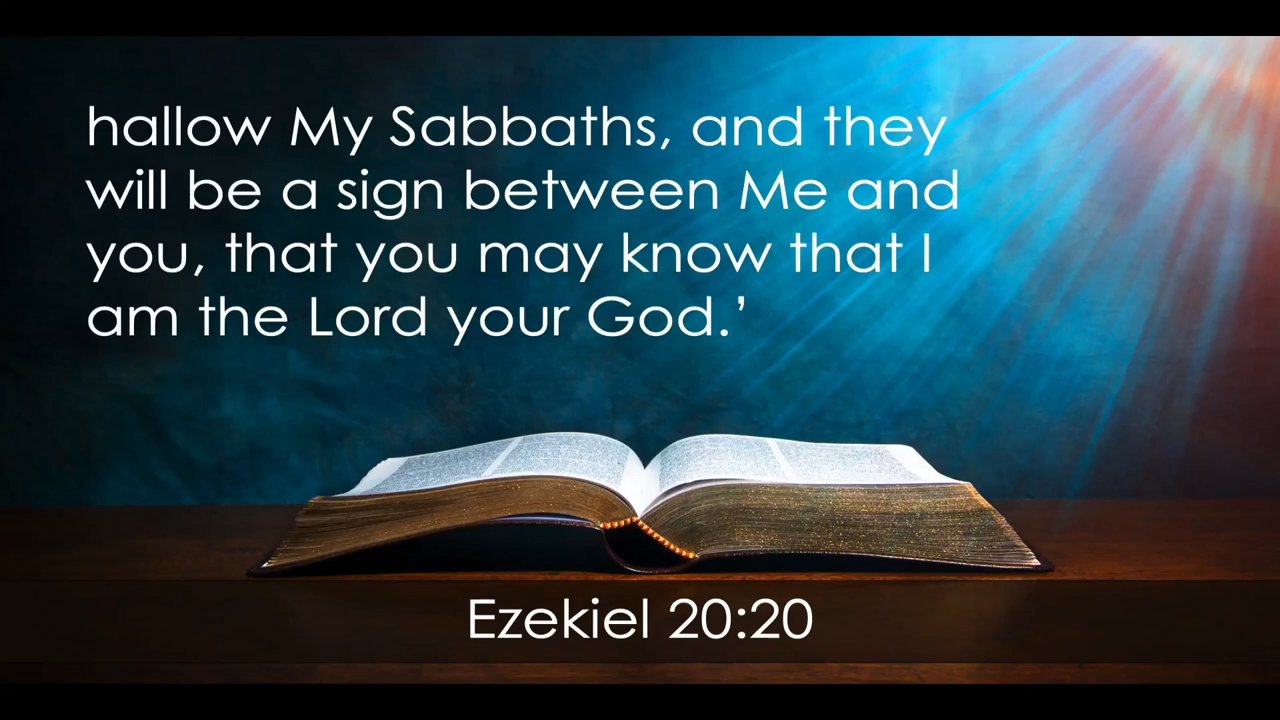 hallow My Sabbaths, and they
will be a sign between Me and
you, that you may know that I
am the Lord your God.’
Ezekiel 20:20